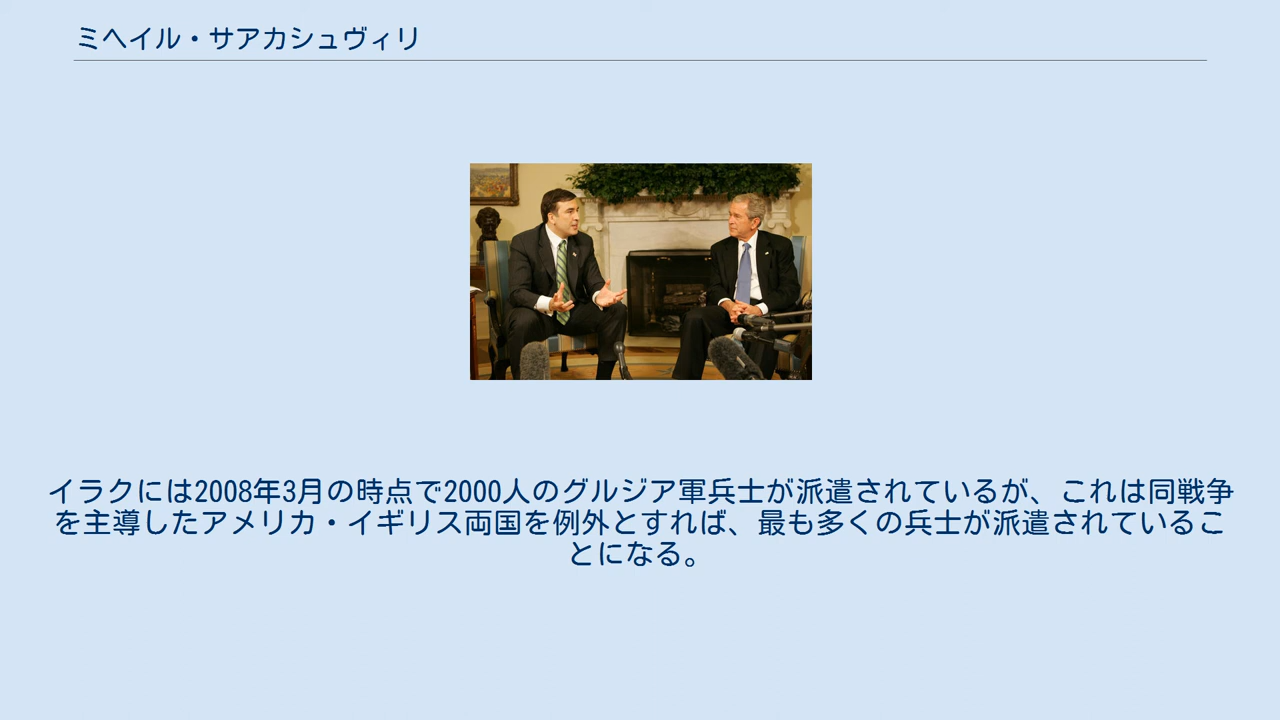 ミヘイル・サアカシュヴィリ
イラクには2008年3月の時点で2000人のグルジア軍兵士が派遣されているが、これは同戦争
を主導したアメリカ・イギリス両国を例外とすれば、最も多くの兵士が派遣されているこ
とになる。